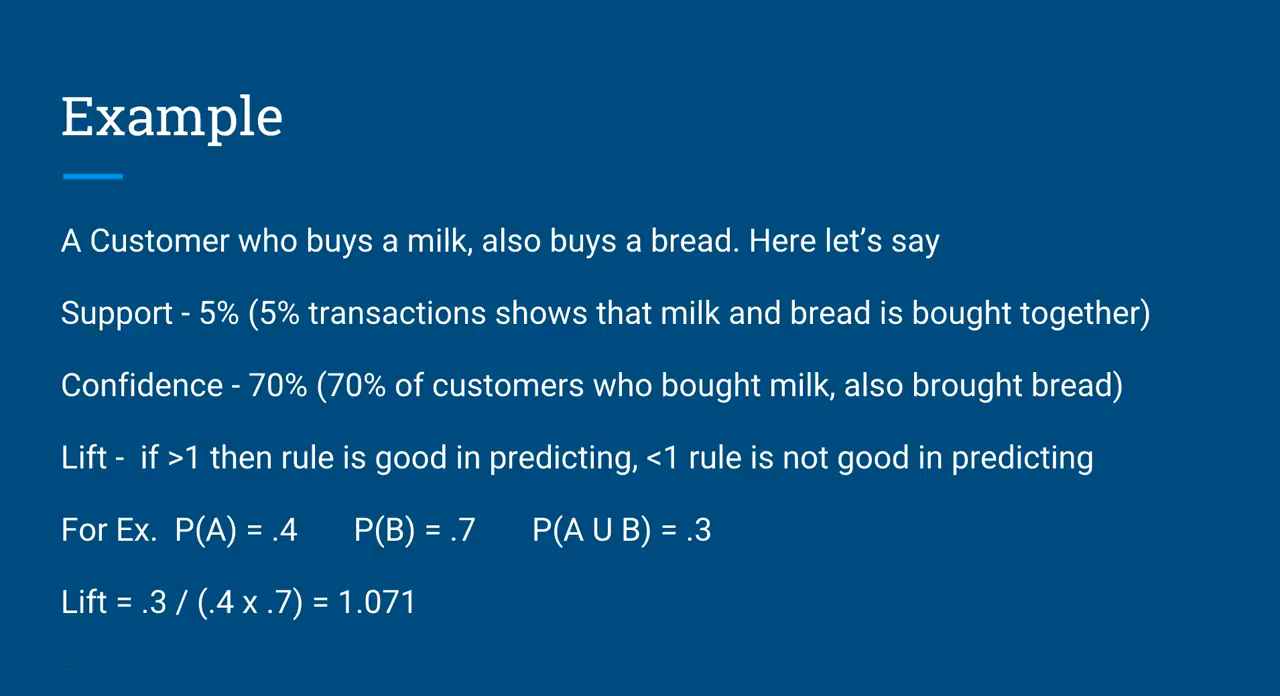 Example
A Customer who buys a milk, also buys a bread. Here let’s say
Support - 5% (5% transactions shows that milk and bread is bought together)
Confidence - 70% (70% of customers who bought milk, also brought bread)
Lift -  if >1 then rule is good in predicting, <1 rule is not good in predicting
For Ex.  P(A) = .4 P(B) = .7 P(A U B) = .3
Lift = .3 / (.4 x .7) = 1.071